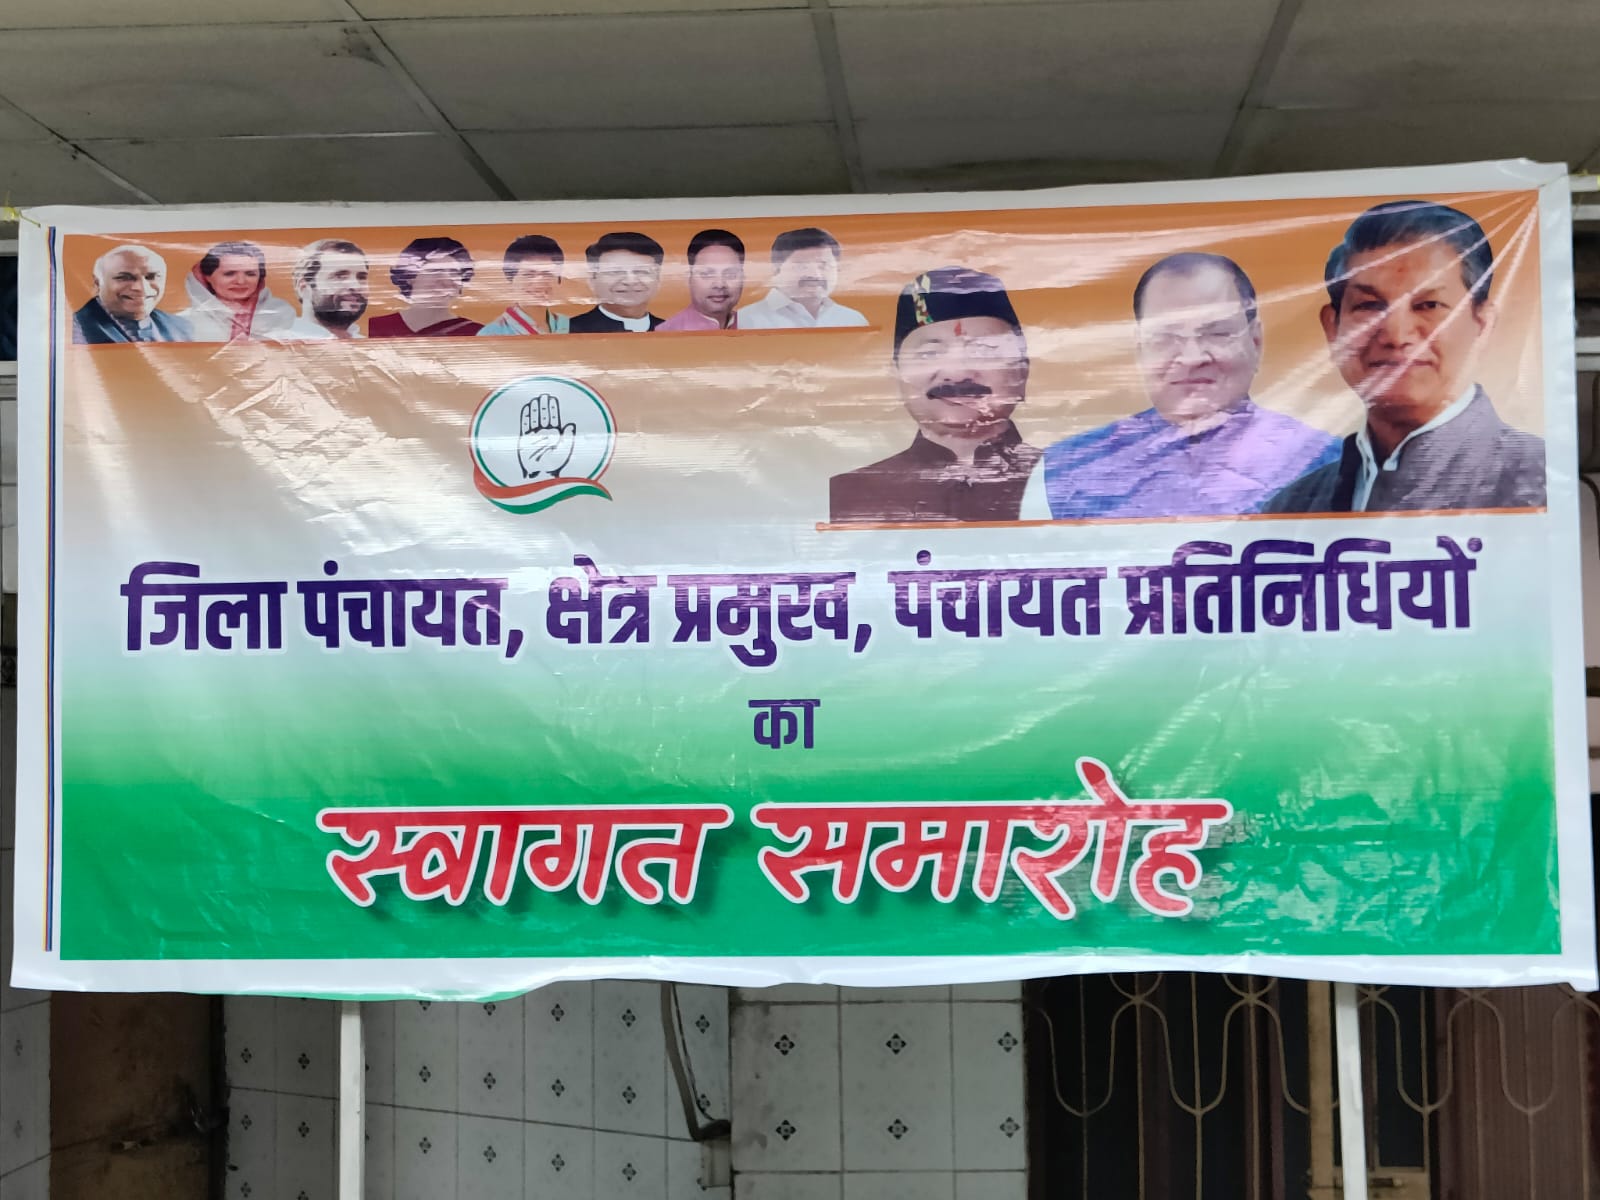 जिला पंचायत, क्षेत्र प्रमुख, पंचायत प्रतिनिधियों
का
स्वागत समारोह